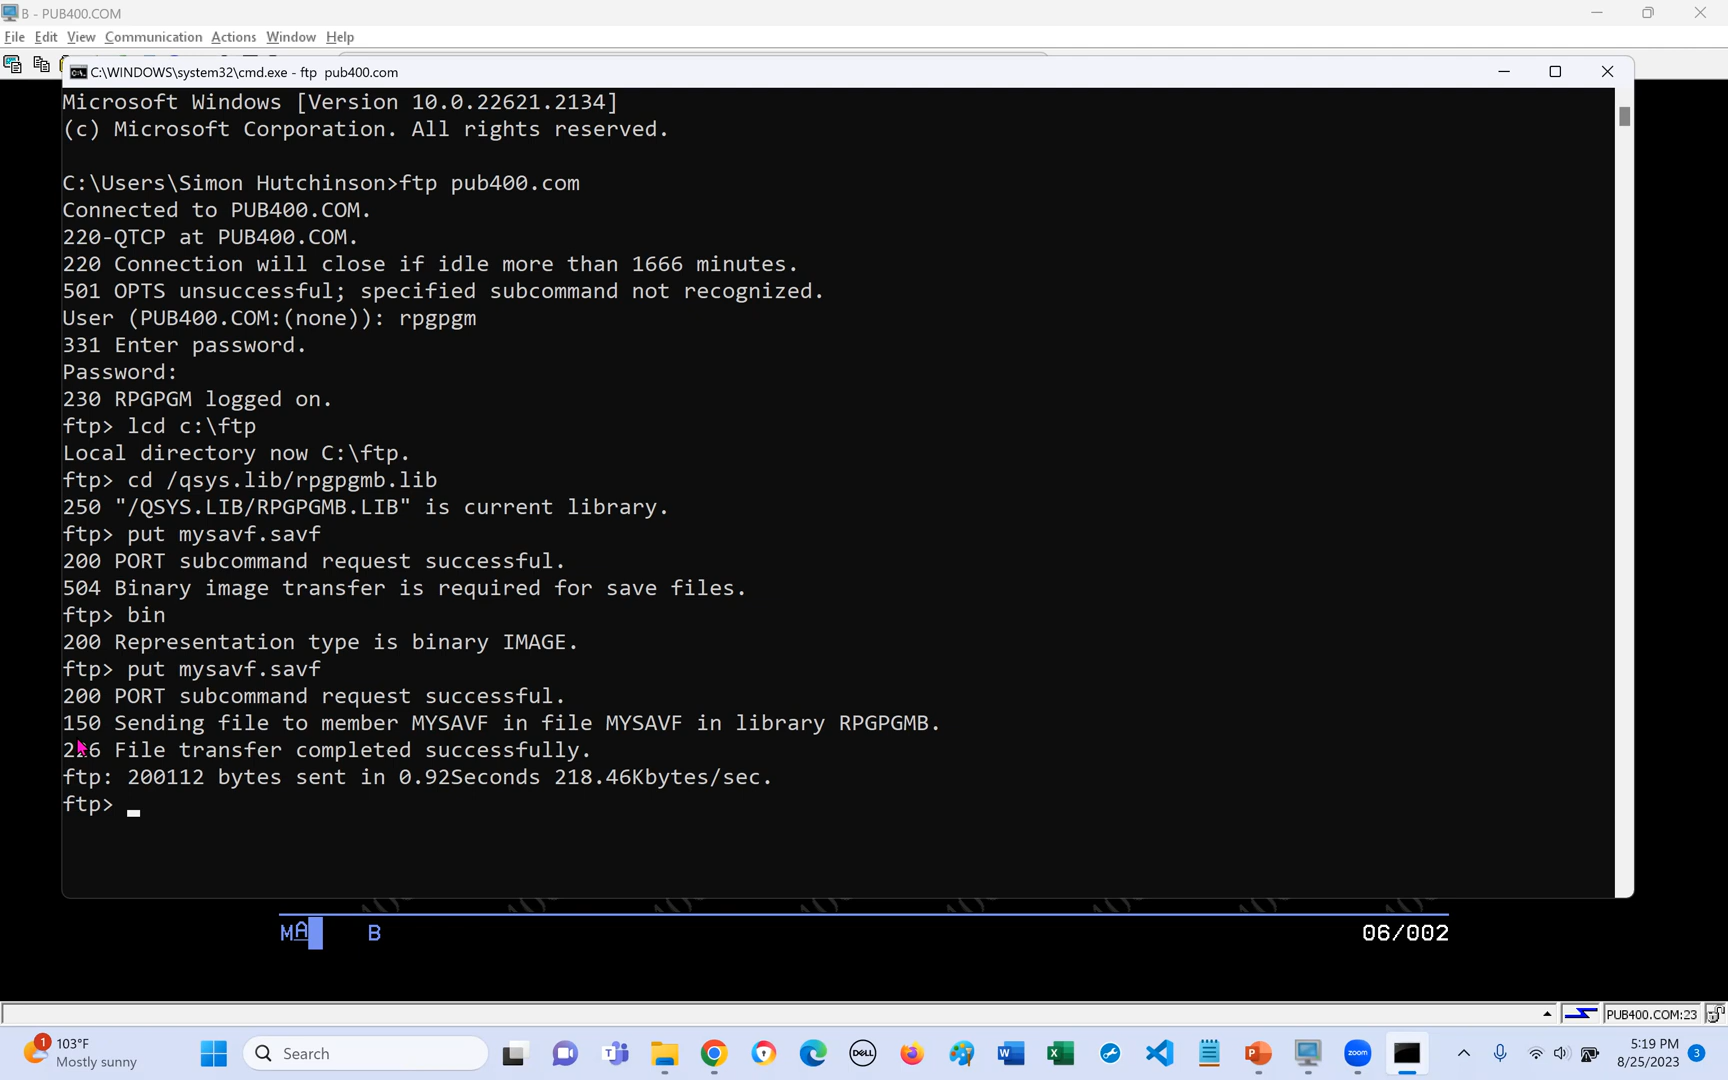 B - PUB400.COM
File Edit View Communication Actions Window Help
C:\WINDOWS\system32\cmd.exe - ftp pub400.com
Microsoft Windows [Version 10.0.22621.2134]
(c) Microsoft Corporation. All rights reserved.
C:\Users\Simon Hutchinson>ftp pub400.com
Connected to PUB400.COM.
220-QTCP at PUB400.COM.
220 Connection will close if idle more than 1666 minutes.
501 OPTS unsuccessful; specified subcommand not recognized.
User (PUB400.COM:(none)): rpgpgm
331 Enter password.
Password:
230 RPGPGM logged on.
ftp> lcd c:\ftp
Local directory now C:\ftp.
ftp> cd /qsys.lib/rpgpgmb.lib
250 "/QSYS.LIB/RPGPGMB.LIB" is current library.
ftp> put mysavf.savf
200 PORT subcommand request successful.
504 Binary image transfer is required for save files.
ftp> bin
200 Representation type is binary IMAGE.
ftp> put mysavf.savf
200 PORT subcommand request successful.
150 Sending file to member MYSAVF in file MYSAVF in library RPGPGMB.
File transfer completed successfully.
ftp: 200112 bytes sent in 0.92Seconds 218.46Kbytes/sec.
ftp>
MA B 06/002
PUB400.COM:23
1 103°F
Mostly sunny
Search
DELL
zoom
5:19 PM
8/25/2023
3